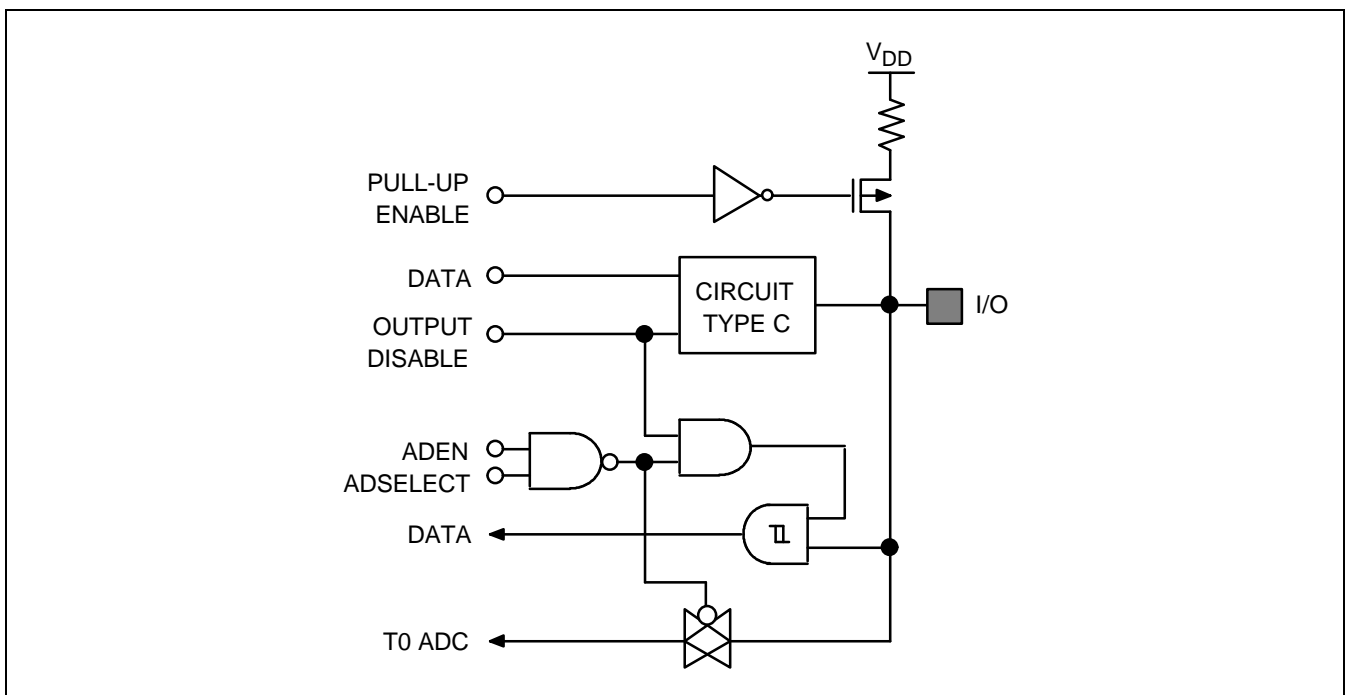 VDD
PULL-UP
ENABLE
DATA
CIRCUIT
TYPE C
I/O
OUTPUT
DISABLE
ADEN
ADSELECT
DATA
T0 ADC